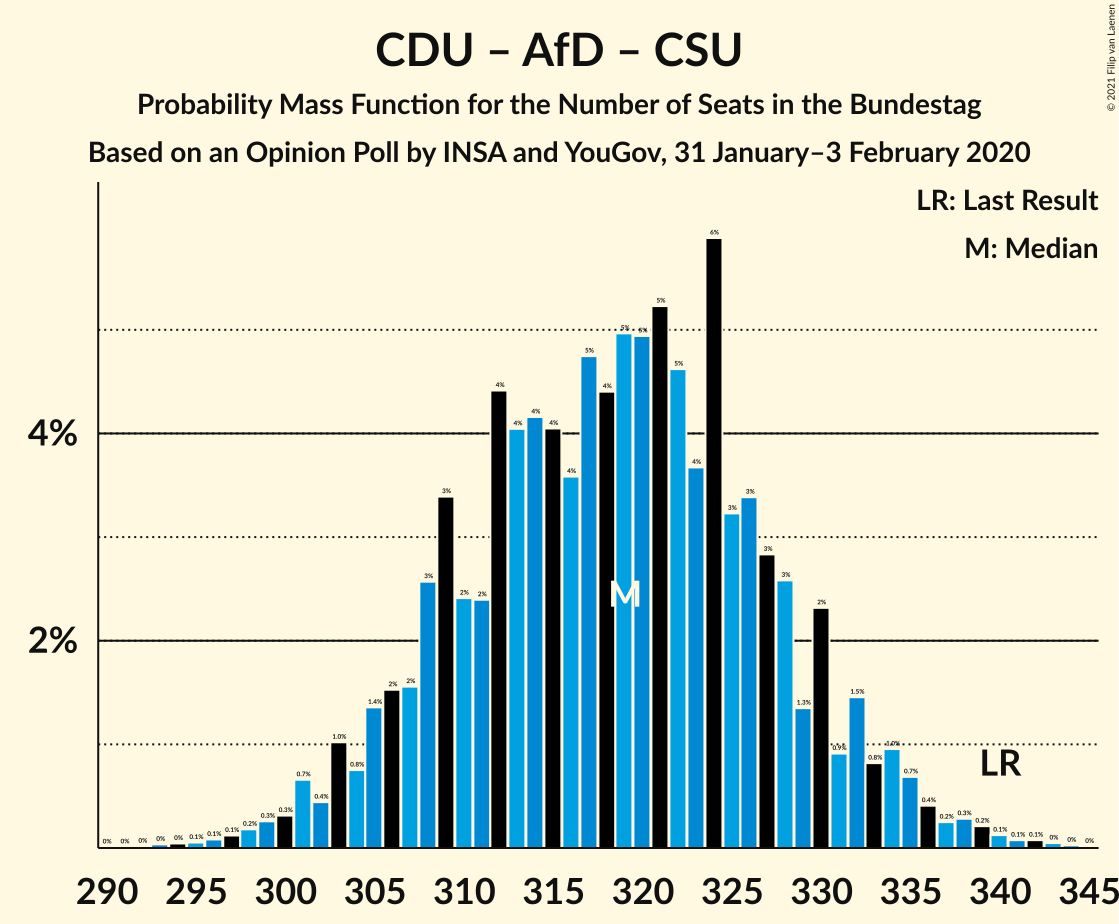 CDU – AfD – CSU
Probability Mass Function for the Number of Seats in the Bundestag
Based on an Opinion Poll by INSA and YouGov, 31 January–3 February 2020
© 2021 Filip van Laenen
LR: Last Result
M: Median
4%
2%
0% 0% 0% 0% 0% 0.1% 0.1% 0.1% 0.2% 0.3% 0.3% 0.7% 0.4% 1.0% 0.8% 1.4% 2% 2% 3% 3% 2% 2% 4% 4% 4% 4% 4% 5% 4% 5% 5% 5% 5% 4% 6% 3% 3% 3% 3% 1.3% 2% 0.9% 1.5% 0.8% 1.0% 0.7% 0.4% 0.2% 0.3% 0.2% 0.1% 0.1% 0.1% 0% 0% 0%
M
LR
290 295 300 305 310 315 320 325 330 335 340 345